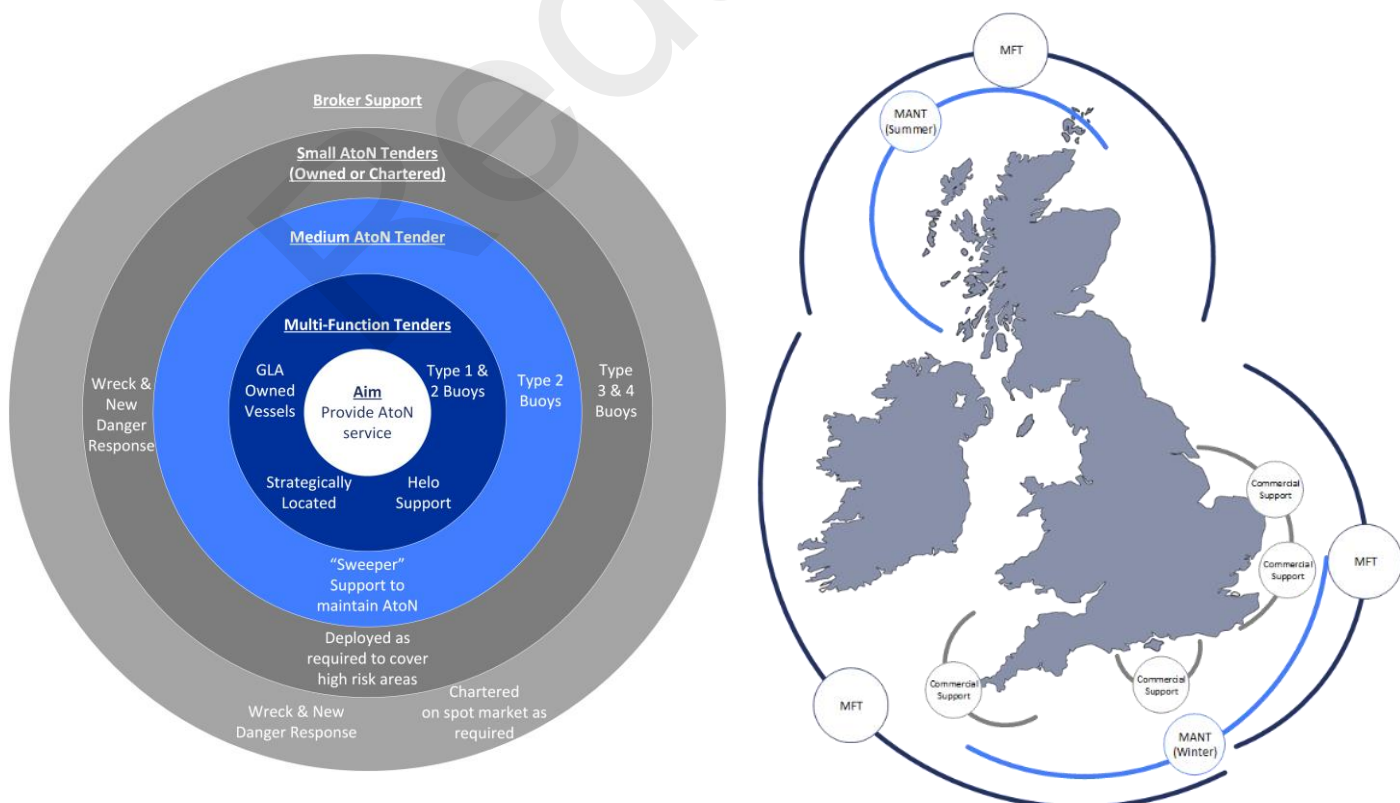 Broker Support
Small AtoN Tenders
(Owned or Chartered)
Medium AtoN Tender
Multi-Function Tenders
GLA
Owned
Vessels
Type 1 &
2 Buoys
Aim
Provide AtoN
service
Strategically
Located
Helo
Support
Type 2
Buoys
Type
3 & 4
Buoys
Wreck &
New
Danger
Response
"Sweeper"
Support to
maintain AtoN
Deployed as
required to cover
high risk areas
Wreck & New
Danger Response
Chartered
on spot market as
required
MFT
MANT
(Summer)
Commercial
Support
Commercial
Support
MFT
Commercial
Support
Commercial
Support
MFT
MANT
(Winter)